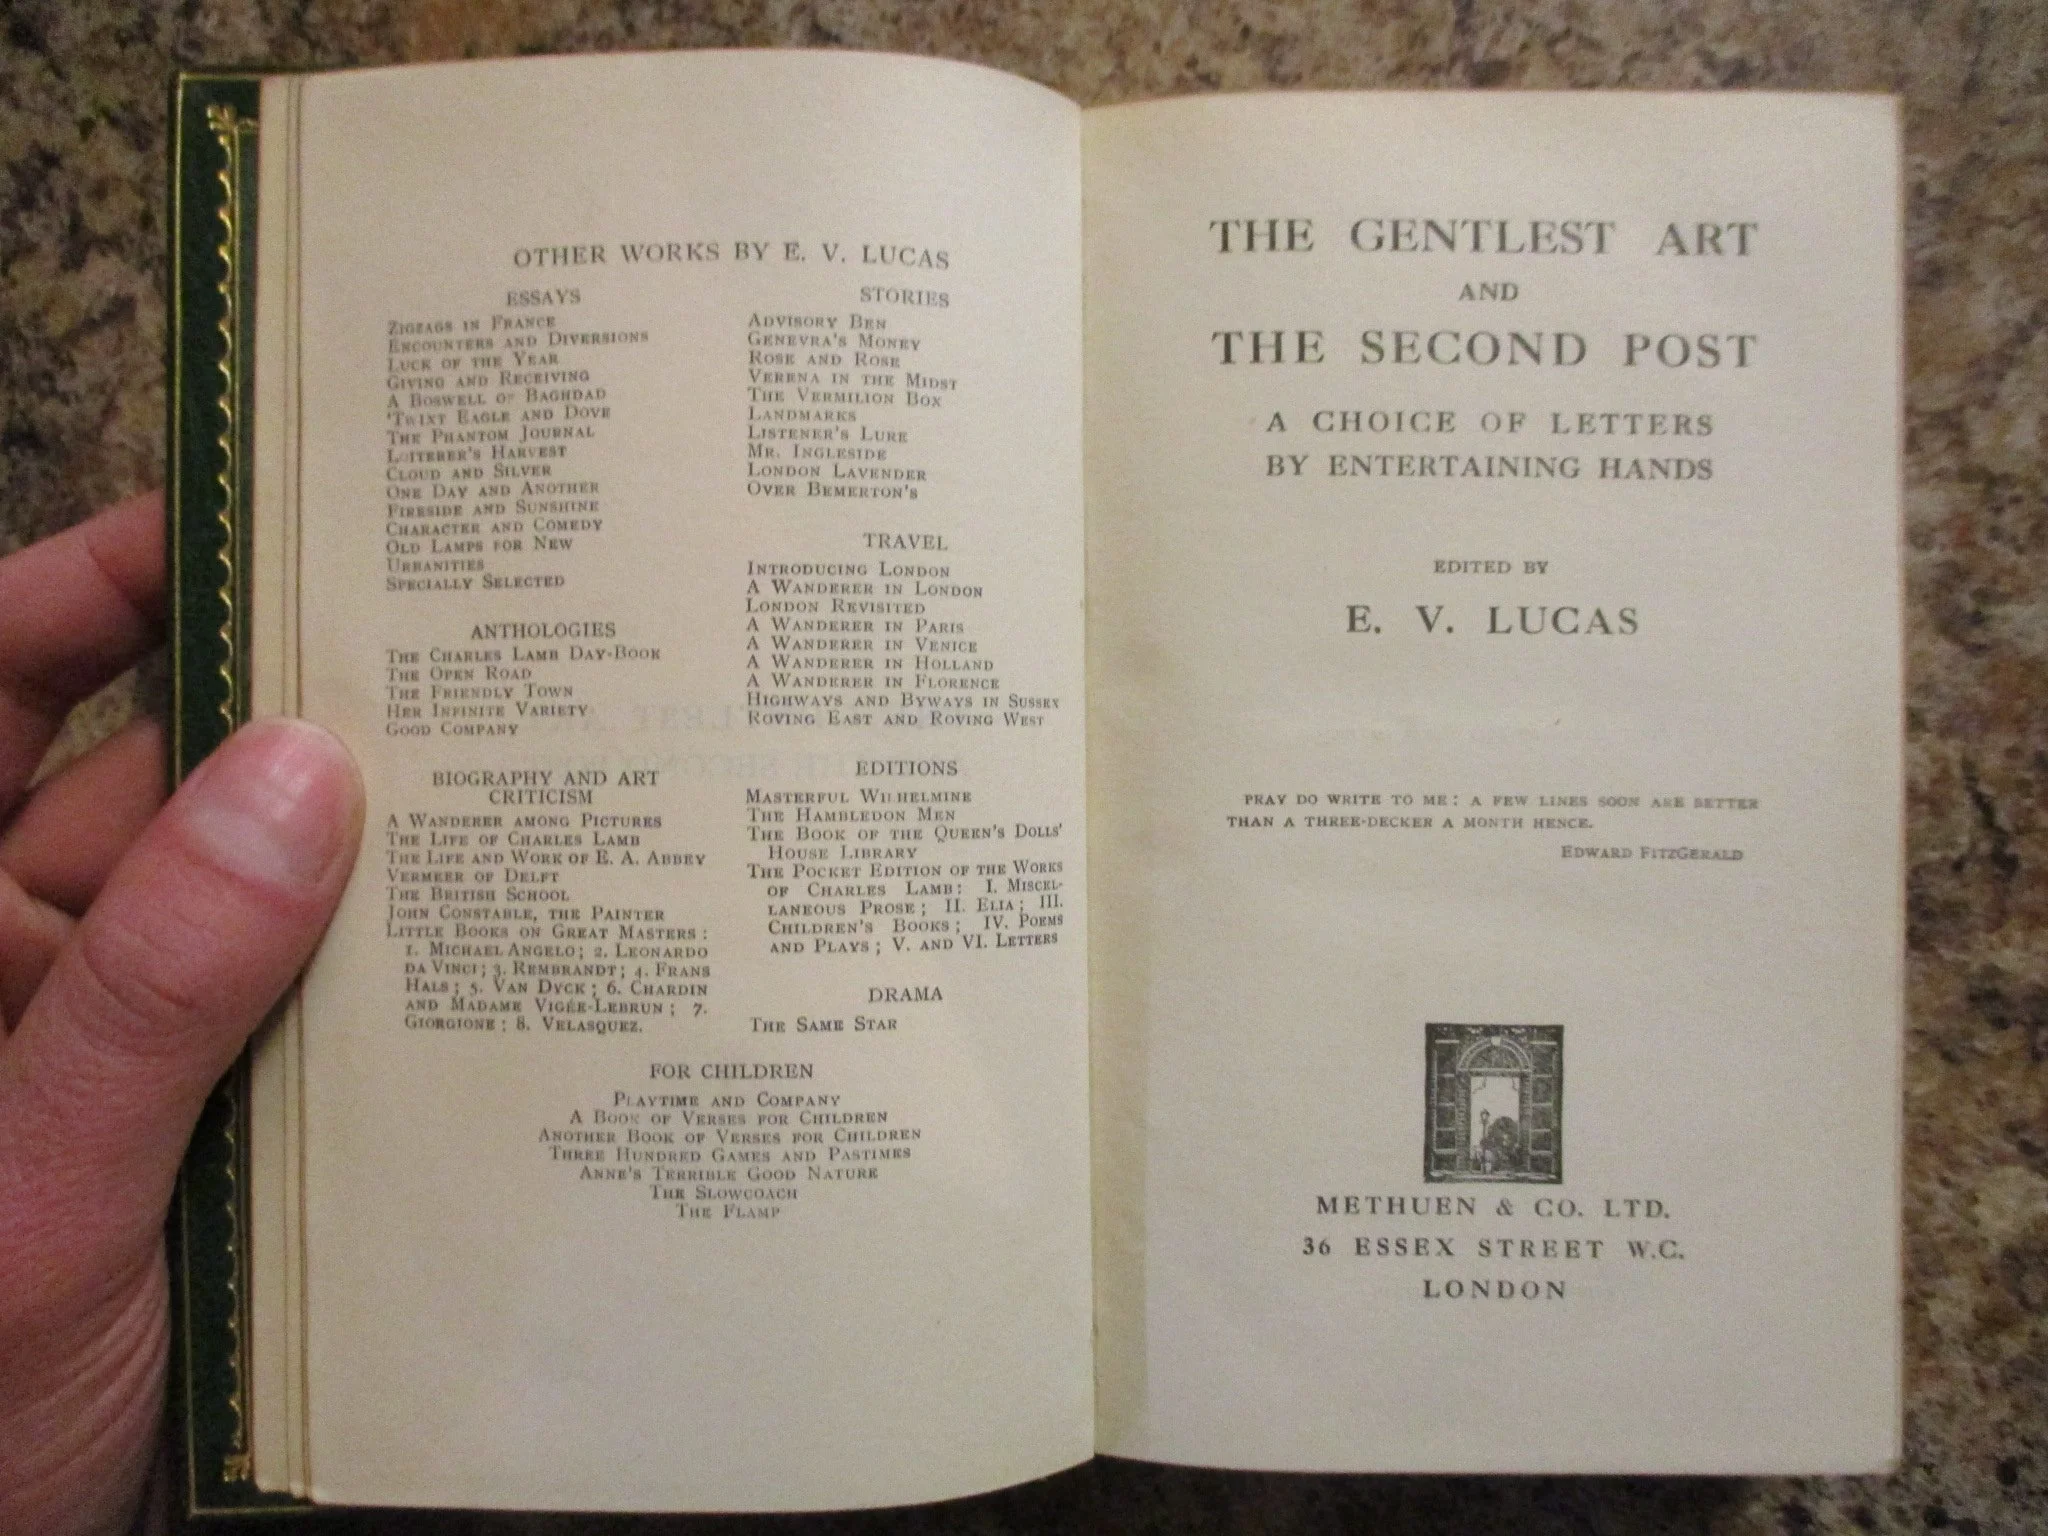 OTHER WORKS BY E. V. LUCAS
ESSAYS
ZIGZAGS IN FRANCE
ENCOUNTERS AND DIVERSIONS
LUCK OF THE YEAR
GIVING AND RECEIVING
A BOSWELL OF BAGHDAD
'TWIXT EAGLE AND DOVE
THE PHANTOM JOURNAL
LOITERER'S HARVEST
CLOUD AND SILVER
ONE DAY AND ANOTHER
FIRESIDE AND SUNSHINE
CHARACTER AND COMEDY
OLD LAMPS FOR NEW
URBANITIES
SPECIALLY SELECTED
ANTHOLOGIES
THE CHARLES LAMB DAY-BOOK
THE OPEN ROAD
THE FRIENDLY TOWN
HER INFINITE VARIETY
GOOD COMPANY
BIOGRAPHY AND ART
CRITICISM
A WANDERER AMONG PICTURES
THE LIFE OF CHARLES LAMB
THE LIFE AND WORK OF E. A. ABBEY
VERMEER OF DELFT
THE BRITISH SCHOOL
JOHN CONSTABLE, THE PAINTER
LITTLE BOOKS ON GREAT MASTERS:
1. MICHAEL ANGELO; 2. LEONARDO
DA VINCI; 3. REMBRANDT; 4. FRANS
HALS; 5. VAN DYCK; 6. CHARDIN
AND MADAME VIGÉE-LEBRUN; 7.
GIORGIONE; 8. VELASQUEZ.
STORIES
ADVISORY BEN
GENEVRA'S MONEY
ROSE AND ROSE
VERENA IN THE MIDST
THE VERMILION BOX
LANDMARKS
LISTENER'S LURE
MR. INGLESIDE
LONDON LAVENDER
OVER BEMERTON'S
TRAVEL
INTRODUCING LONDON
A WANDERER IN LONDON
LONDON REVISITED
A WANDERER IN PARIS
A WANDERER IN VENICE
A WANDERER IN HOLLAND
A WANDERER IN FLORENCE
HIGHWAYS AND BYWAYS IN SUSSEX
ROVING EAST AND ROVING WEST
EDITIONS
MASTERFUL WILHELMINE
THE HAMBLEDON MEN
THE BOOK OF THE QUEEN'S DOLLS'
HOUSE LIBRARY
THE POCKET EDITION OF THE WORKS
OF CHARLES LAMB: I. MISCEL-
LANEOUS PROSE; II. ELIA; III.
CHILDREN'S BOOKS; IV. POEMS
AND PLAYS; V. AND VI. LETTERS
DRAMA
THE SAME STAR
FOR CHILDREN
PLAYTIME AND COMPANY
A BOOK OF VERSES FOR CHILDREN
ANOTHER BOOK OF VERSES FOR CHILDREN
THREE HUNDRED GAMES AND PASTIMES
ANNE'S TERRIBLE GOOD NATURE
THE SLOWCOACH
THE FLAMP
THE GENTLEST ART
AND
THE SECOND POST
A CHOICE OF LETTERS
BY ENTERTAINING HANDS
EDITED BY
E. V. LUCAS
PRAY DO WRITE TO ME: A FEW LINES SOON ARE BETTER
THAN A THREE-DECKER A MONTH HENCE.
EDWARD FITZGERALD
METHUEN & CO. LTD.
36 ESSEX STREET W.C.
LONDON